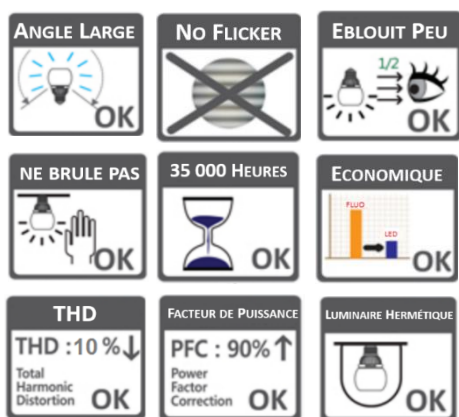 ANGLE LARGE
OK
NO FLICKER
EBLOUIT PEU
1/2
OK
NE BRULE PAS
OK
35 000 HEURES
OK
ECONOMIQUE
FLUO
LED
OK
THD
THD : 10 %↓
Total
Harmonic
Distortion OK
FACTEUR DE PUISSANCE
PFC : 90%↑
Power
Factor
Correction OK
LUMINAIRE HERMÉTIQUE
OK